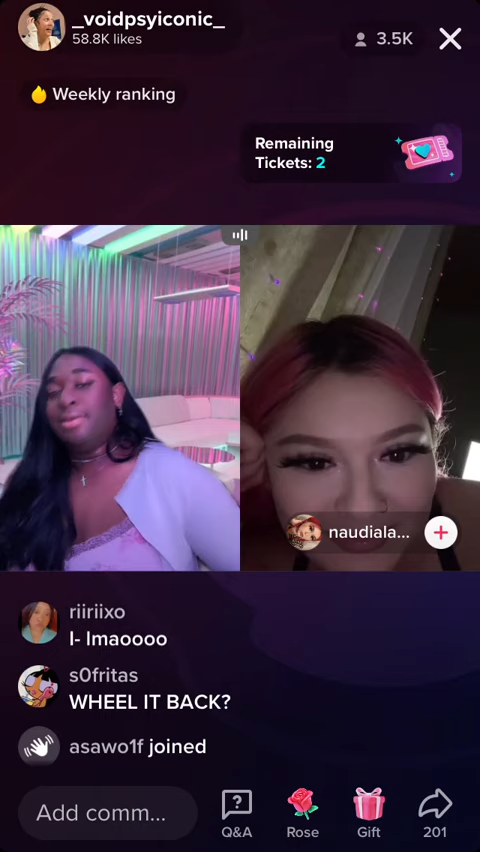 _voidpsyiconic_
58.8K likes
3.5K
Weekly ranking
Remaining
Tickets: 2
naudiala...
riiriixo
I- lmaoooo
s0fritas
WHEEL IT BACK?
asawo1f joined
Add comm...
Q&A
Rose
Gift
201